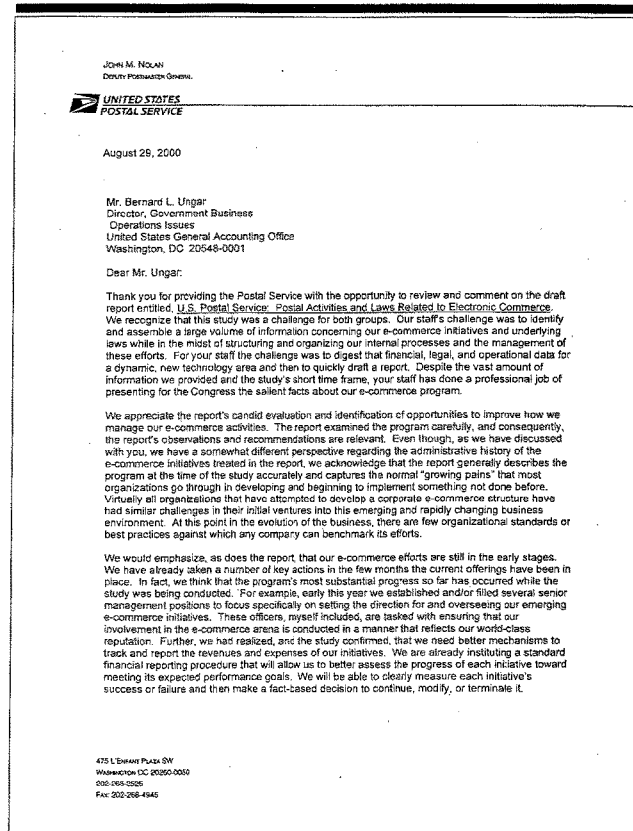 JOHN M. NOLAN
DEPUTY POSTMASTER GENERAL
UNITED STATES
POSTAL SERVICE
August 29, 2000
Mr. Bernard L. Ungar
Director, Government Business
Operations Issues
United States General Accounting Office
Washington, DC 20548-0001
Dear Mr. Ungar:
Thank you for providing the Postal Service with the opportunity to review and comment on the draft
report entitled, U.S. Postal Service: Postal Activities and Laws Related to Electronic Commerce.
We recognize that this study was a challenge for both groups. Our staff's challenge was to identify
and assemble a large volume of information concerning our e-commerce initiatives and underlying
laws while in the midst of structuring and organizing our internal processes and the management of
these efforts. For your staff the challenge was to digest that financial, legal, and operational data for
a dynamic, new technology area and then to quickly draft a report. Despite the vast amount of
information we provided and the study's short time frame, your staff has done a professional job of
presenting for the Congress the salient facts about our e-commerce program.
We appreciate the report's candid evaluation and identification of opportunities to improve how we
manage our e-commerce activities. The report examined the program carefully, and consequently,
the report's observations and recommendations are relevant. Even though, as we have discussed
with you, we have a somewhat different perspective regarding the administrative history of the
e-commerce initiatives treated in the report, we acknowledge that the report generally describes the
program at the time of the study accurately and captures the normal "growing pains" that most
organizations go through in developing and beginning to implement something not done before.
Virtually all organizations that have attempted to develop a corporate e-commerce structure have
had similar challenges in their initial ventures into this emerging and rapidly changing business
environment. At this point in the evolution of the business, there are few organizational standards or
best practices against which any company can benchmark its efforts.
We would emphasize, as does the report, that our e-commerce efforts are still in the early stages.
We have already taken a number of key actions in the few months the current offerings have been in
place. In fact, we think that the program's most substantial progress so far has occurred while the
study was being conducted. For example, early this year we established and/or filled several senior
management positions to focus specifically on setting the direction for and overseeing our emerging
e-commerce initiatives. These officers, myself included, are tasked with ensuring that our
involvement in the e-commerce arena is conducted in a manner that reflects our world-class
reputation. Further, we had realized, and the study confirmed, that we need better mechanisms to
track and report the revenues and expenses of our initiatives. We are already instituting a standard
financial reporting procedure that will allow us to better assess the progress of each initiative toward
meeting its expected performance goals. We will be able to clearly measure each initiative's
success or failure and then make a fact-based decision to continue, modify, or terminate it.
475 L'ENFANT PLAZA SW
WASHINGTON DC 20260-0050
202-268-2525
FAX: 202-268-4945